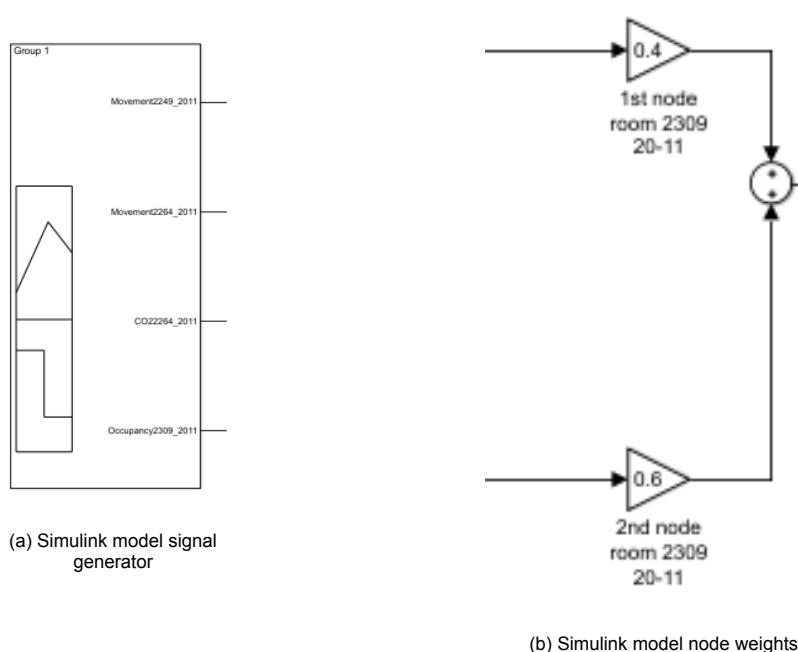 Group 1
Movement2249_2011
Movement2264_2011
CO22264_2011
Occupancy2309_2011
(a) Simulink model signal
generator
0.4
1st node
room 2309
20-11
+
+
0.6
2nd node
room 2309
20-11
(b) Simulink model node weights